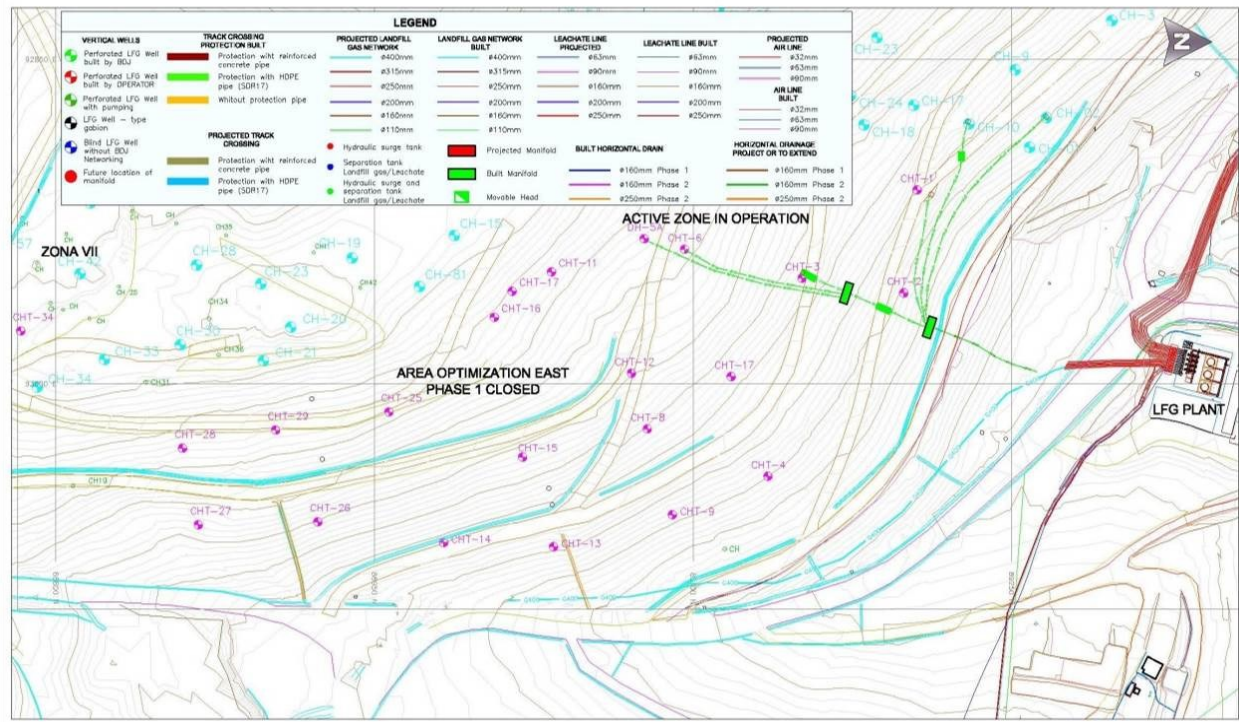 LEGEND
VERTICAL WELLS
Perforated LFG Well
built by BDJ
Perforated LFG Well
built by OPERATOR
Perforated LFG Well
with pumping
LFG Well – type
gabion
Blind LFG Well
without BDJ
Networking
Future location of
manifold
TRACK CROSSING
PROTECTION BUILT
Protection wiht reinforced
concrete pipe
Protection with HDPE
pipe (SDR17)
Whitout protection pipe
PROJECTED TRACK
CROSSING
Protection wiht reinforced
concrete pipe
Protection with HDPE
pipe (SDR17)
PROJECTED LANDFILL
GAS NETWORK
ø400mm
ø315mm
ø250mm
ø200mm
ø160mm
ø110mm
Hydraulic surge tank
Separation tank
Landfill gas/Leachate
Hydraulic surge and
separation tank
Landfill gas/Leachate
LANDFILL GAS NETWORK
BUILT
ø400mm
ø315mm
ø250mm
ø200mm
ø160mm
ø110mm
Projected Manifold
Built Manifold
Movable Head
LEACHATE LINE
PROJECTED
ø63mm
ø90mm
ø160mm
ø200mm
ø250mm
BUILT HORIZONTAL DRAIN
ø160mm Phase 1
ø160mm Phase 2
ø250mm Phase 2
LEACHATE LINE BUILT
ø63mm
ø90mm
ø160mm
ø200mm
ø250mm
PROJECTED
AIR LINE
ø32mm
ø63mm
ø90mm
AIR LINE
BUILT
ø32mm
ø63mm
ø90mm
HORIZONTAL DRAINAGE
PROJECT OR TO EXTEND
ø160mm Phase 1
ø160mm Phase 2
ø250mm Phase 2
N
CH-3
CH-23
CH-9
CH-24
CH-17
CH-18
CH-10
CHT-1
ACTIVE ZONE IN OPERATION
DH-5A
CHT-6
CH-15
CH35
ZONA VII
CH-42
CH-28
CH-19
CH-23
CH-81
CHT-11
CHT-17
CHT-16
CHT-3
CHT-2
CH34
CHT-34
CH-20
CH-33
CH36
CH-21
CH-34
CH31
AREA OPTIMIZATION EAST
PHASE 1 CLOSED
CHT-12
CHT-17
LFG PLANT
CHT-25
CHT-29
CHT-28
CHT-8
CHT-15
CHT-4
CH19
CHT-27
CHT-26
CHT-9
CHT-14
CHT-13
CH